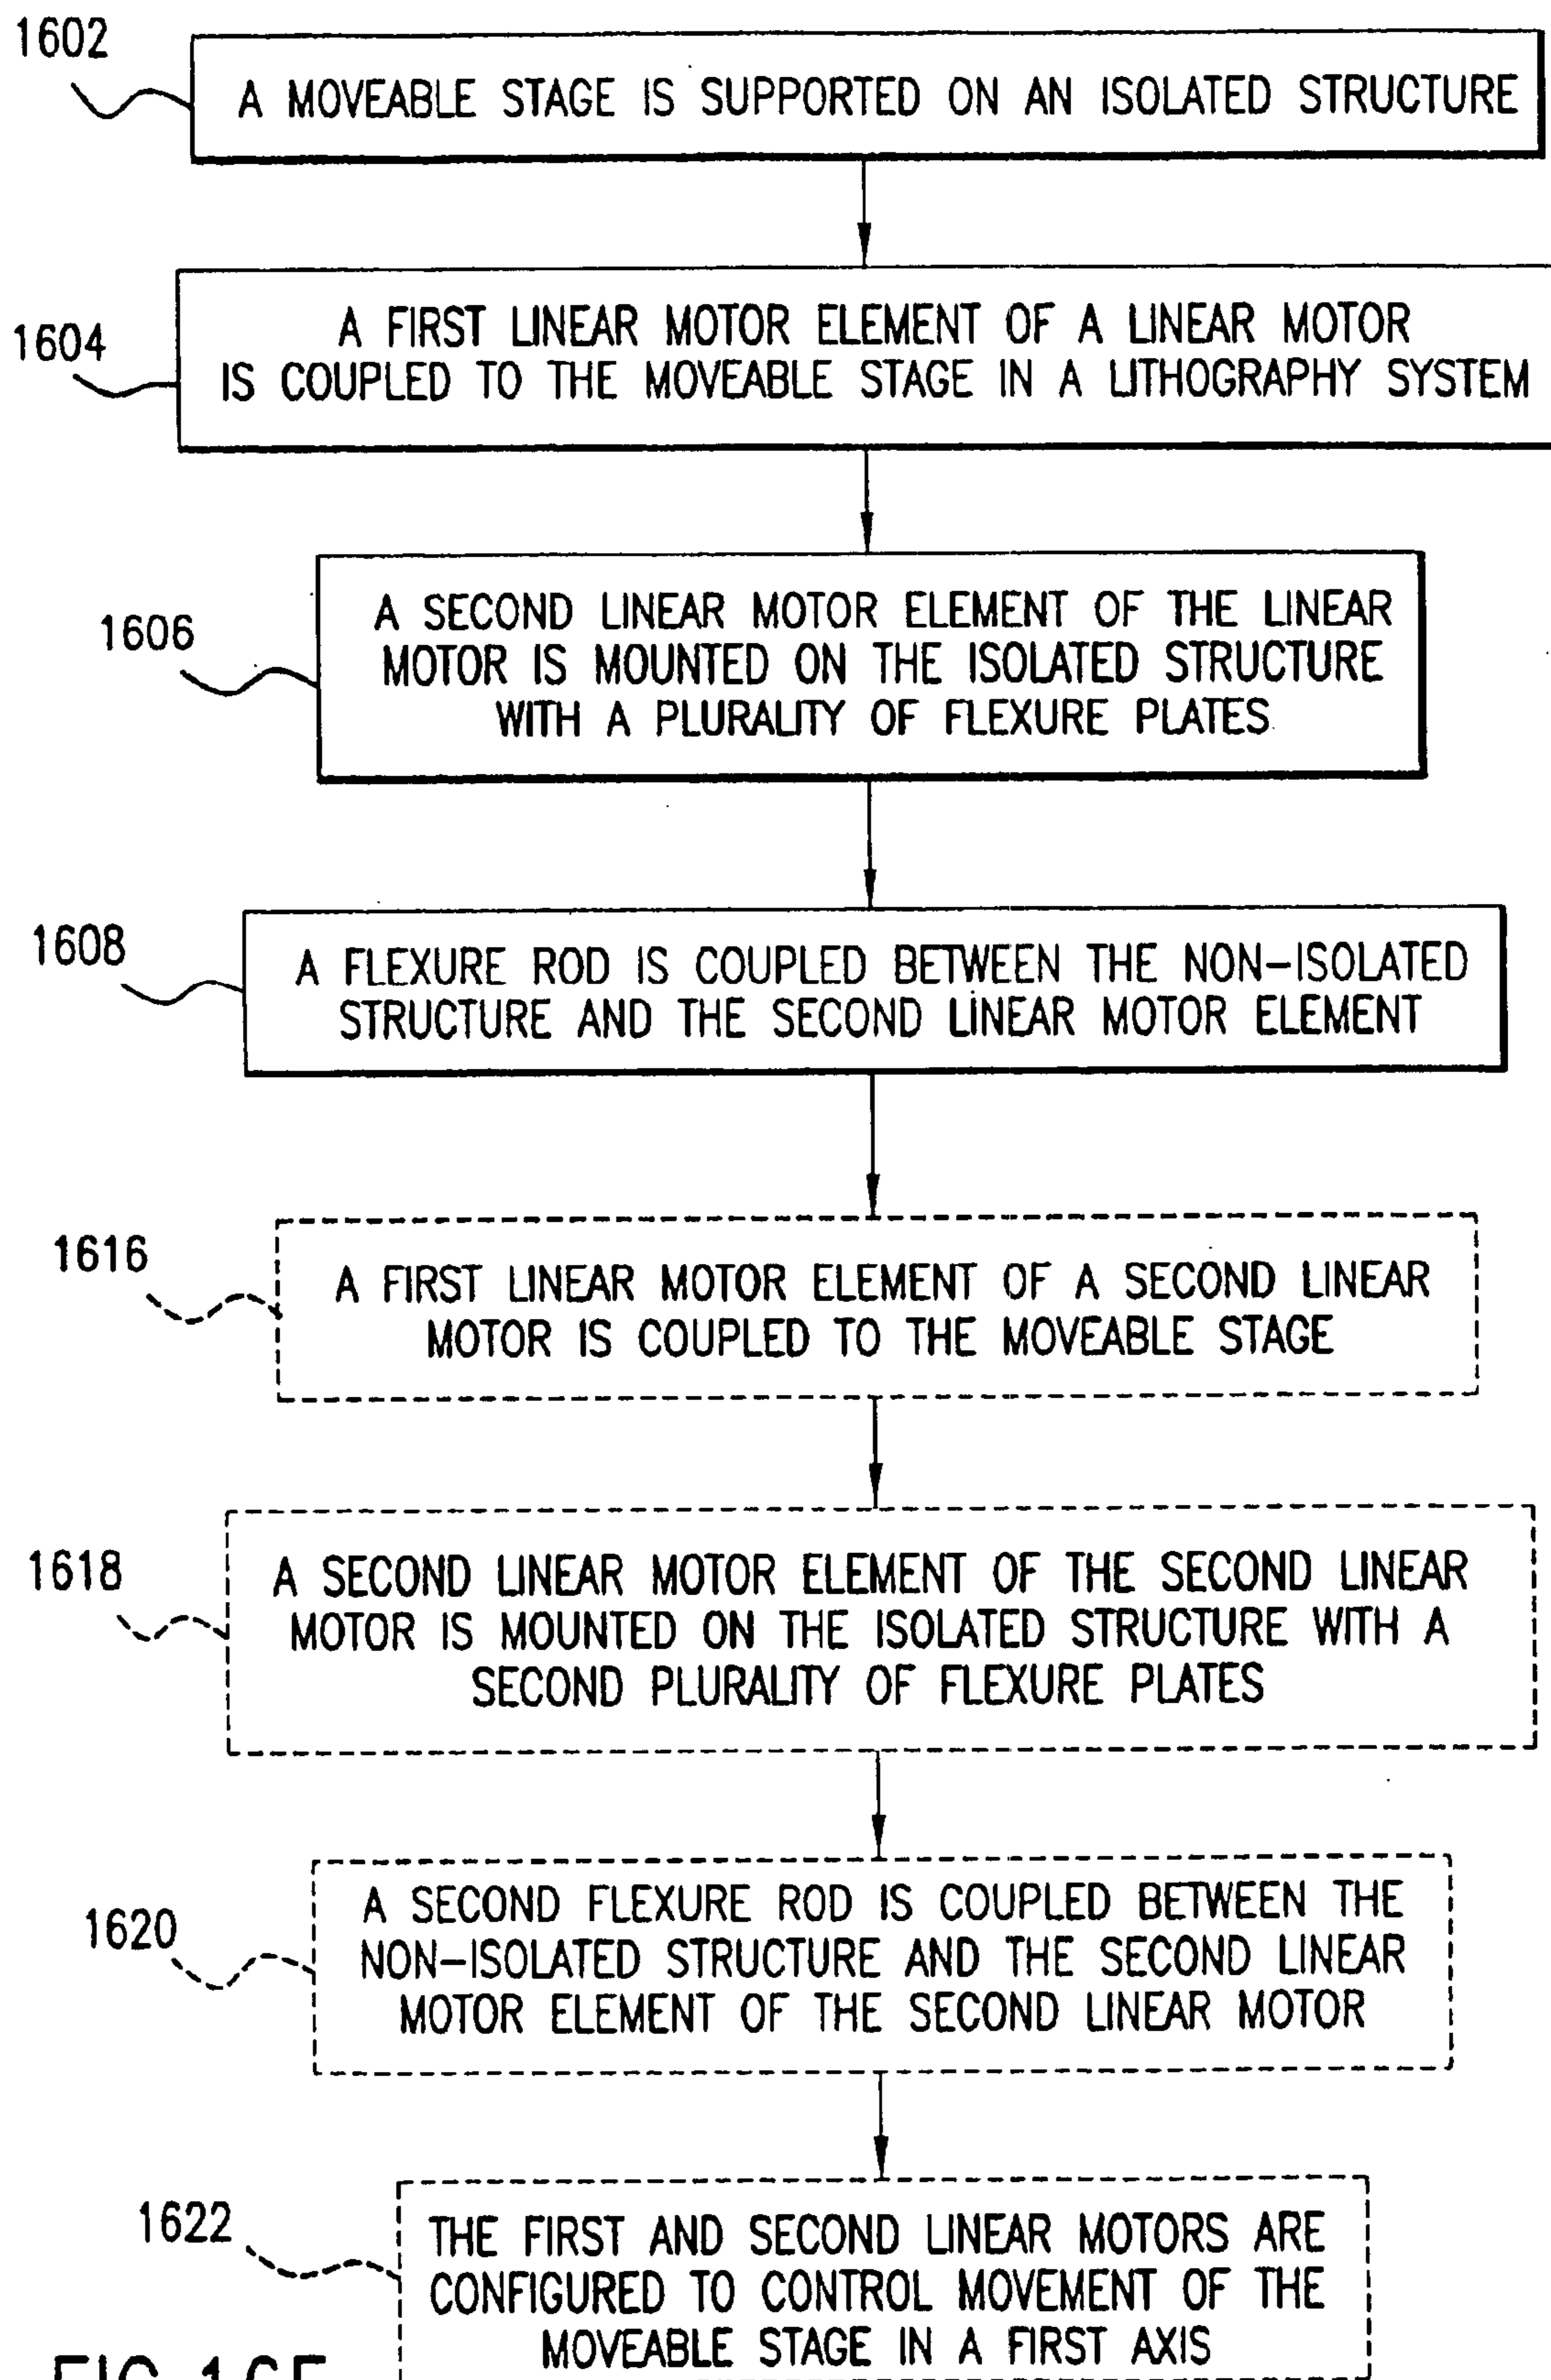 1602
A MOVEABLE STAGE IS SUPPORTED ON AN ISOLATED STRUCTURE
1604
A FIRST LINEAR MOTOR ELEMENT OF A LINEAR MOTOR
IS COUPLED TO THE MOVEABLE STAGE IN A LITHOGRAPHY SYSTEM
1606
A SECOND LINEAR MOTOR ELEMENT OF THE LINEAR
MOTOR IS MOUNTED ON THE ISOLATED STRUCTURE
WITH A PLURALITY OF FLEXURE PLATES
1608
A FLEXURE ROD IS COUPLED BETWEEN THE NON-ISOLATED
STRUCTURE AND THE SECOND LINEAR MOTOR ELEMENT
1616
A FIRST LINEAR MOTOR ELEMENT OF A SECOND LINEAR
MOTOR IS COUPLED TO THE MOVEABLE STAGE
1618
A SECOND LINEAR MOTOR ELEMENT OF THE SECOND LINEAR
MOTOR IS MOUNTED ON THE ISOLATED STRUCTURE WITH A
SECOND PLURALITY OF FLEXURE PLATES
1620
A SECOND FLEXURE ROD IS COUPLED BETWEEN THE
NON-ISOLATED STRUCTURE AND THE SECOND LINEAR
MOTOR ELEMENT OF THE SECOND LINEAR MOTOR
1622
THE FIRST AND SECOND LINEAR MOTORS ARE
CONFIGURED TO CONTROL MOVEMENT OF THE
MOVEABLE STAGE IN A FIRST AXIS